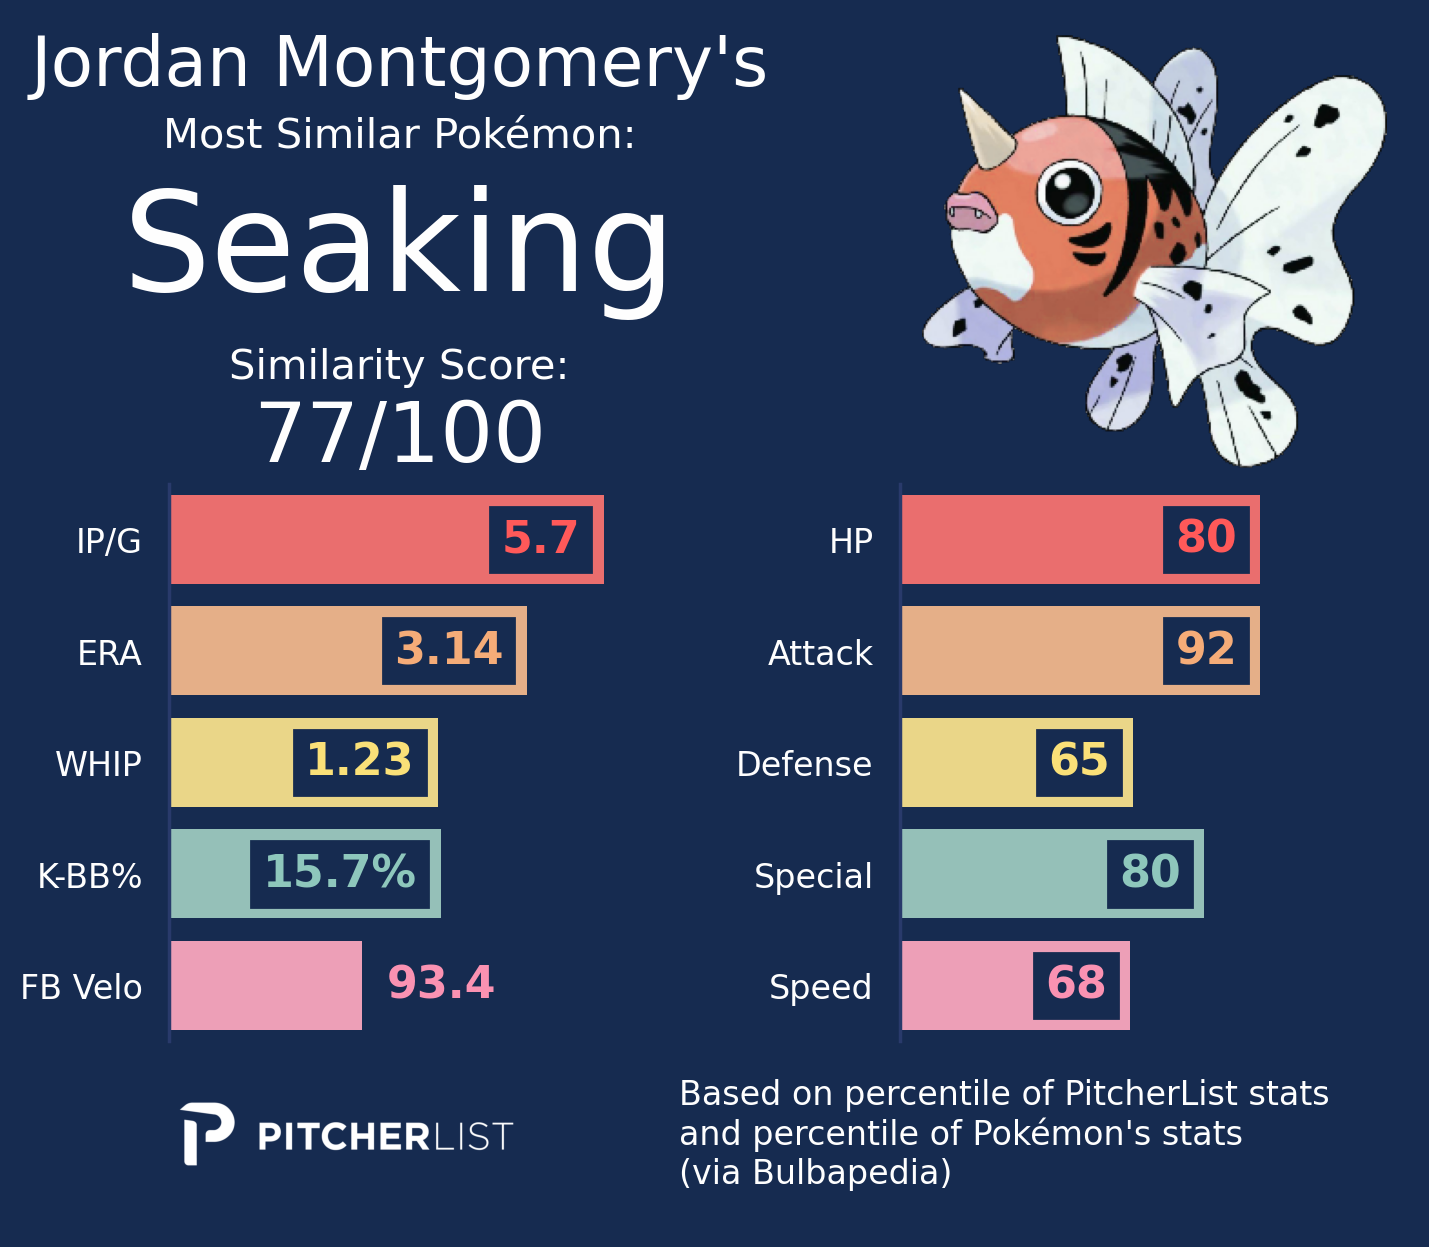 Jordan Montgomery's
Most Similar Pokémon:
Seaking
Similarity Score:
77/100
IP/G 5.7
ERA 3.14
WHIP 1.23
K-BB% 15.7%
FB Velo 93.4
HP 80
Attack 92
Defense 65
Special 80
Speed 68
PITCHERLIST
Based on percentile of PitcherList stats
and percentile of Pokémon's stats
(via Bulbapedia)